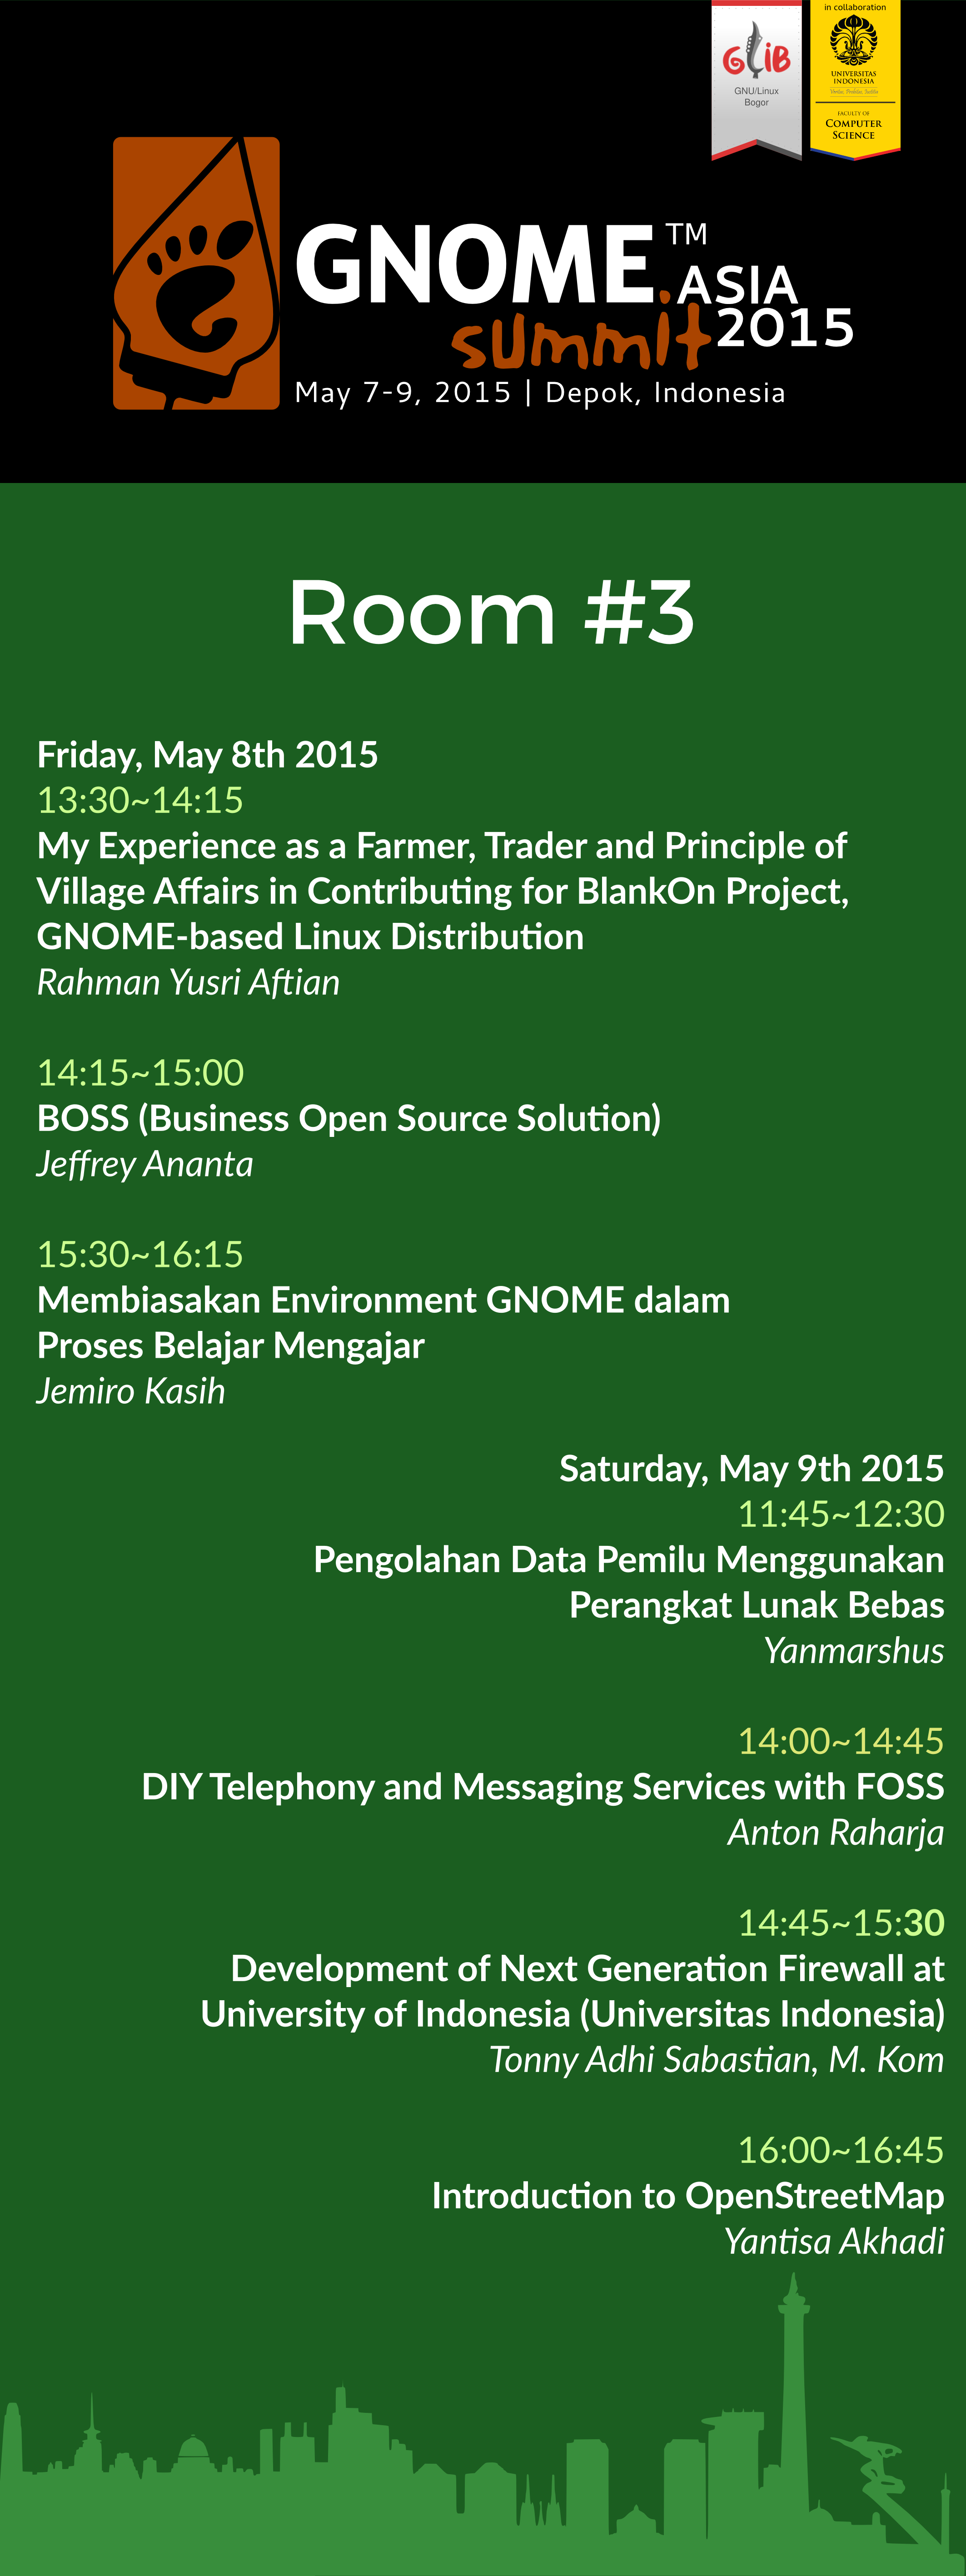 in collaboration
GLiB
GNU/Linux
Bogor
UNIVERSITAS
INDONESIA
Veritas, Probitas, Iustitia
FACULTY OF
COMPUTER
SCIENCE
GNOME™
.ASIA
summit 2015
May 7-9, 2015 | Depok, Indonesia
Room #3
Friday, May 8th 2015
13:30~14:15
My Experience as a Farmer, Trader and Principle of
Village Affairs in Contributing for BlankOn Project,
GNOME-based Linux Distribution
Rahman Yusri Aftian
14:15~15:00
BOSS (Business Open Source Solution)
Jeffrey Ananta
15:30~16:15
Membiasakan Environment GNOME dalam
Proses Belajar Mengajar
Jemiro Kasih
Saturday, May 9th 2015
11:45~12:30
Pengolahan Data Pemilu Menggunakan
Perangkat Lunak Bebas
Yanmarshus
14:00~14:45
DIY Telephony and Messaging Services with FOSS
Anton Raharja
14:45~15:30
Development of Next Generation Firewall at
University of Indonesia (Universitas Indonesia)
Tonny Adhi Sabastian, M. Kom
16:00~16:45
Introduction to OpenStreetMap
Yantisa Akhadi